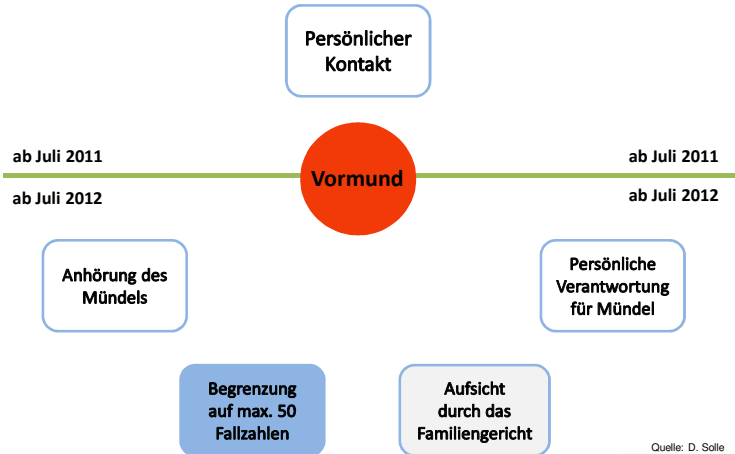 Persönlicher
Kontakt
ab Juli 2011
ab Juli 2011
Vormund
ab Juli 2012
ab Juli 2012
Anhörung des
Mündels
Persönliche
Verantwortung
für Mündel
Begrenzung
auf max. 50
Fallzahlen
Aufsicht
durch das
Familiengericht
Quelle: D. Solle